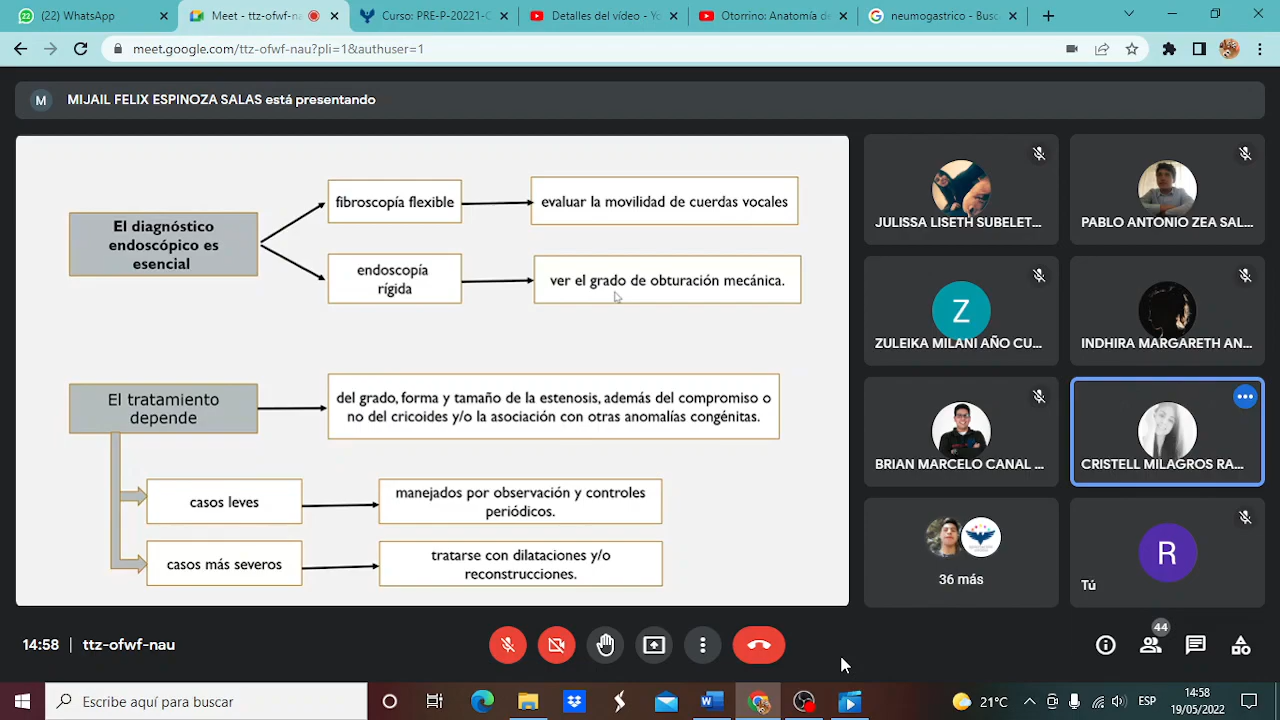 (22) WhatsApp
Meet - ttz-ofwf-nau
Curso: PRE-P-20221-C
Detalles del vídeo - Yo
Otorrino: Anatomía de
neumogastrico - Busc
meet.google.com/ttz-ofwf-nau?pli=1&authuser=1
M
MIJAIL FELIX ESPINOZA SALAS está presentando
El diagnóstico
endoscópico es
esencial
fibroscopía flexible
evaluar la movilidad de cuerdas vocales
endoscopía
rígida
ver el grado de obturación mecánica.
El tratamiento
depende
del grado, forma y tamaño de la estenosis, además del compromiso o
no del cricoides y/o la asociación con otras anomalías congénitas.
casos leves
manejados por observación y controles
periódicos.
casos más severos
tratarse con dilataciones y/o
reconstrucciones.
JULISSA LISETH SUBELET...
PABLO ANTONIO ZEA SAL...
Z
ZULEIKA MILANI AÑO CU...
INDHIRA MARGARETH AN...
BRIAN MARCELO CANAL ...
CRISTELL MILAGROS RA...
36 más
R
Tú
14:58
ttz-ofwf-nau
44
Escribe aquí para buscar
21°C
ESP
14:58
19/05/2022